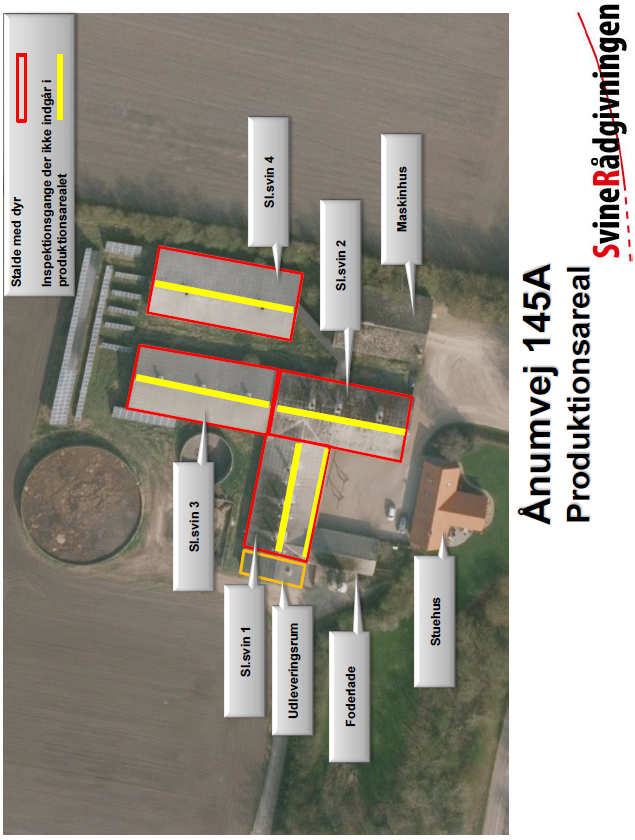 Ånumvej 145A
Produktionsareal
SvineRådgivningen
Stalde med dyr
Inspektionsgange der ikke indgår i
produktionsarealet
Sl.svin 4
Maskinhus
Sl.svin 2
Sl.svin 3
Sl.svin 1
Udleveringsrum
Foderlade
Stuehus